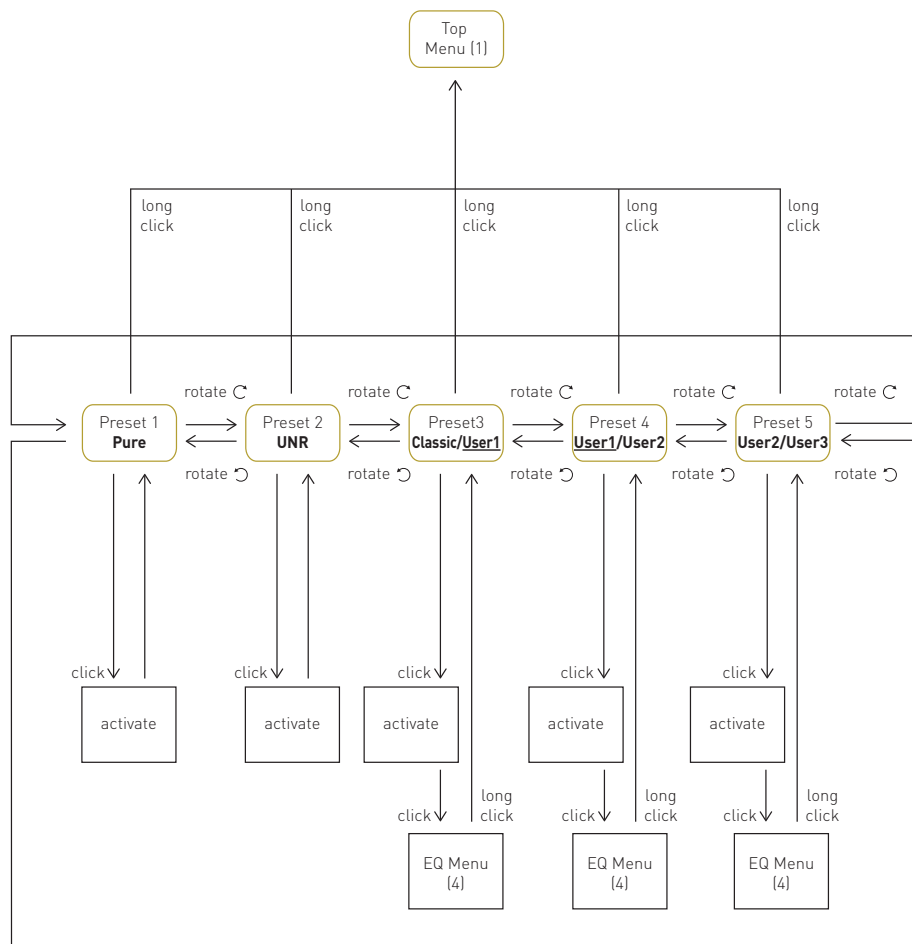 Top
Menu (1)
long
click
long
click
long
click
long
click
long
click
rotate
rotate
rotate
rotate
rotate
Preset 1
Pure
Preset 2
UNR
Preset3
Classic/User1
Preset 4
User1/User2
Preset 5
User2/User3
rotate
rotate
rotate
rotate
rotate
click
click
click
click
click
activate
activate
activate
activate
activate
click
long
click
click
long
click
click
long
click
EQ Menu
(4)
EQ Menu
(4)
EQ Menu
(4)